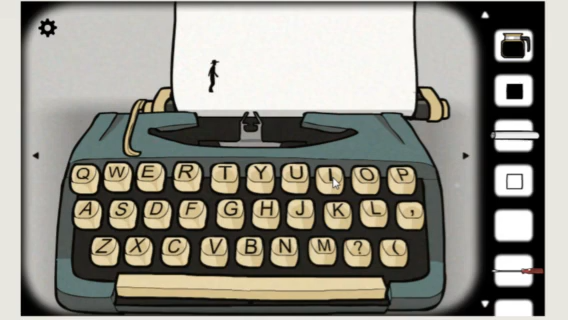 Q W E R T Y U I O P
A S D F G H J K L ,
Z X C V B N M ? (